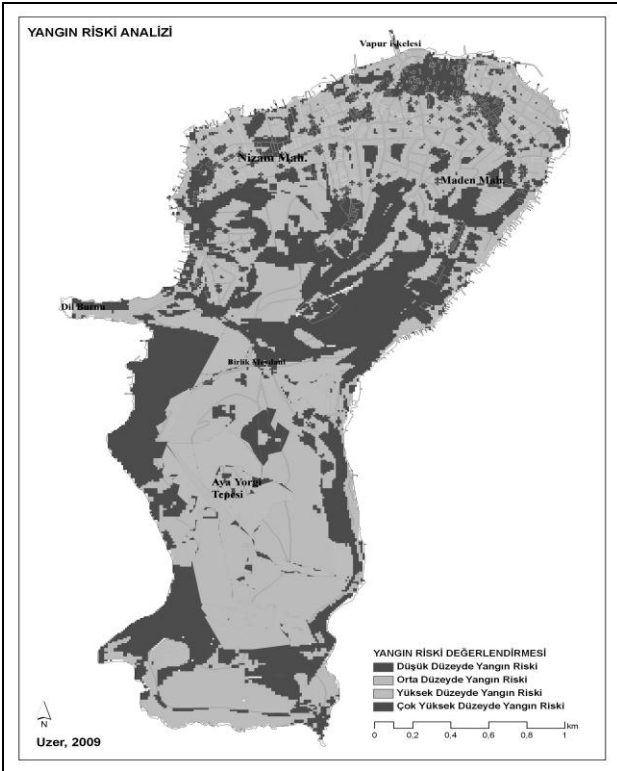 YANGIN RİSKİ ANALİZİ
Vapur iskelesi
Nizam Mah.
Maden Mah.
Dil Burnu
Birlik Meydanı
Aya Yorgi
Tepesi
YANGIN RİSKİ DEĞERLENDİRMESİ
Düşük Düzeyde Yangın Riski
Orta Düzeyde Yangın Riski
Yüksek Düzeyde Yangın Riski
Çok Yüksek Düzeyde Yangın Riski
N
km
0 0,2 0,4 0,6 0,8 1
Uzer, 2009